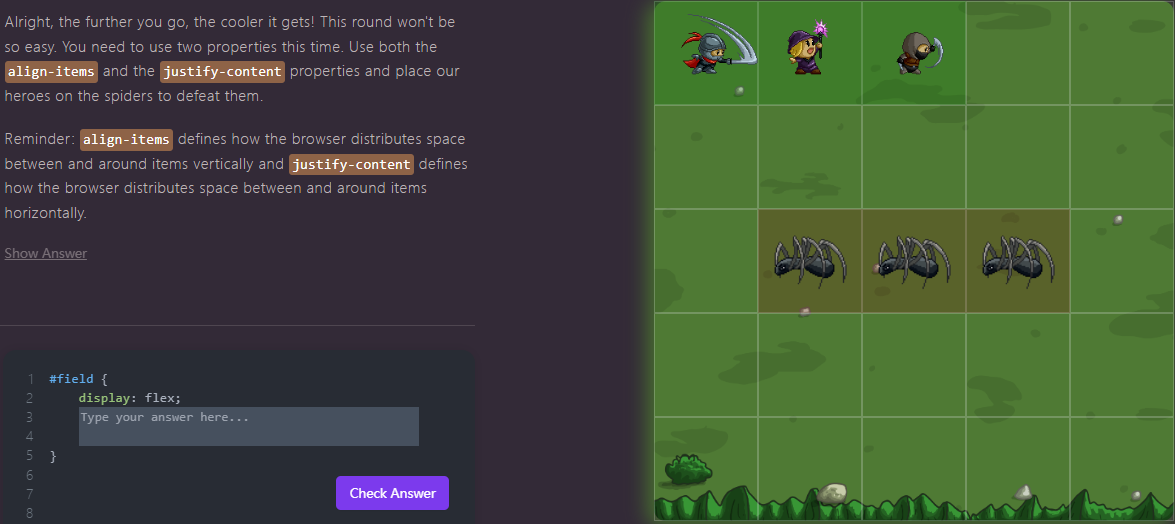 Alright, the further you go, the cooler it gets! This round won't be
so easy. You need to use two properties this time. Use both the
align-items and the justify-content properties and place our
heroes on the spiders to defeat them.
Reminder: align-items defines how the browser distributes space
between and around items vertically and justify-content defines
how the browser distributes space between and around items
horizontally.
Show Answer
1 #field {
2 display: flex;
3 Type your answer here...
4
5 }
6
7
8
Check Answer